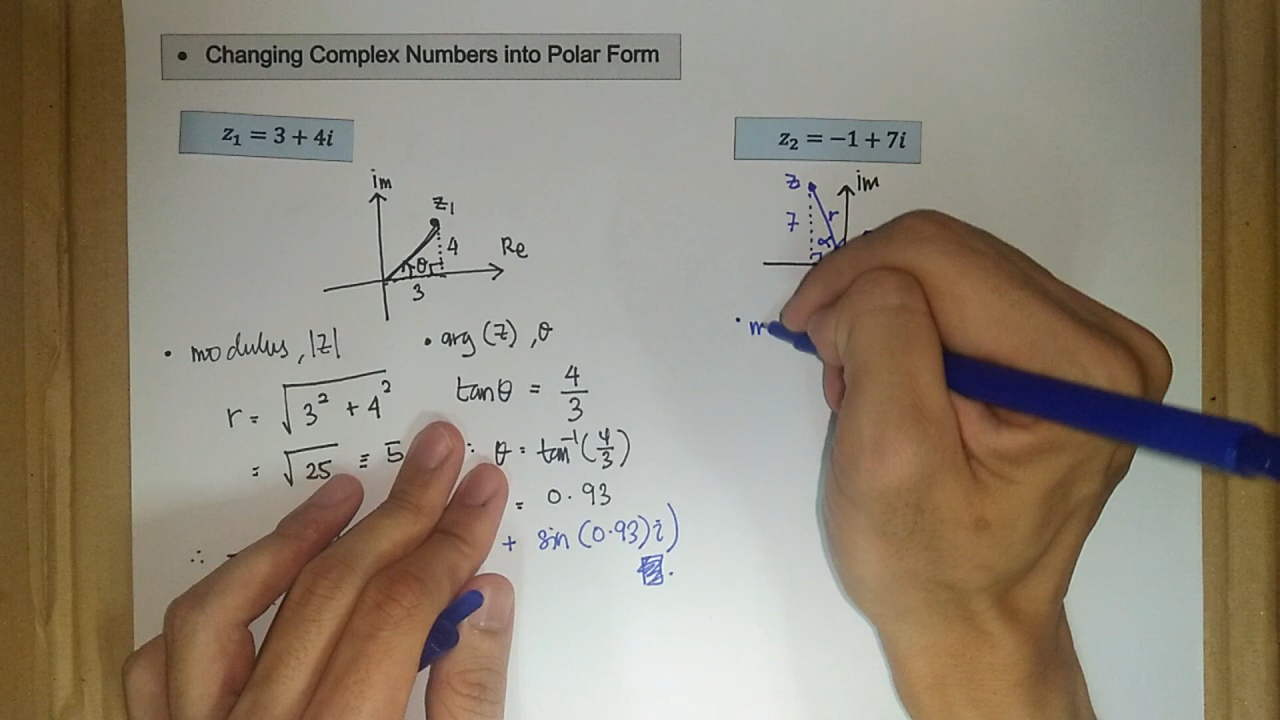 • Changing Complex Numbers into Polar Form
z₁ = 3 + 4i
im
z₁
4
Re
θ
3
• modulus, |z|
r = √3² + 4²
= √25 ≡ 5
• arg (z), θ
tan θ = 4/3
θ = tan⁻¹(4/3)
= 0.93
∴
+ sin (0.93)i)
z₂ = −1 + 7i
z
im
7
r
α
• m